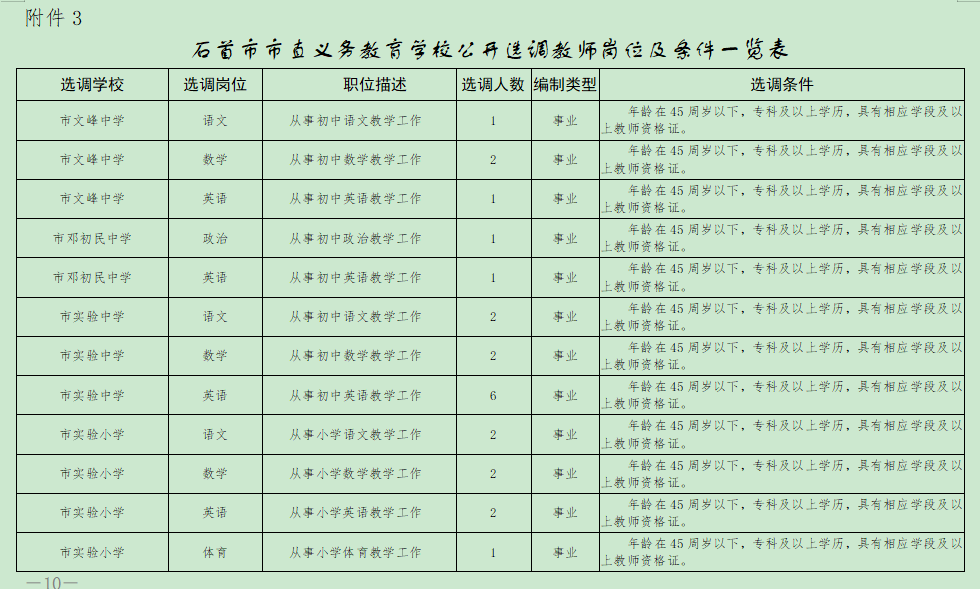 附件 3
石首市市直义务教育学校公开选调教师岗位及条件一览表
选调学校 选调岗位 职位描述 选调人数 编制类型 选调条件
市文峰中学 语文 从事初中语文教学工作 1 事业 年龄在 45 周岁以下，专科及以上学历，具有相应学段及以
上教师资格证。
市文峰中学 数学 从事初中数学教学工作 2 事业 年龄在 45 周岁以下，专科及以上学历，具有相应学段及以
上教师资格证。
市文峰中学 英语 从事初中英语教学工作 1 事业 年龄在 45 周岁以下，专科及以上学历，具有相应学段及以
上教师资格证。
市邓初民中学 政治 从事初中政治教学工作 1 事业 年龄在 45 周岁以下，专科及以上学历，具有相应学段及以
上教师资格证。
市邓初民中学 英语 从事初中英语教学工作 1 事业 年龄在 45 周岁以下，专科及以上学历，具有相应学段及以
上教师资格证。
市实验中学 语文 从事初中语文教学工作 2 事业 年龄在 45 周岁以下，专科及以上学历，具有相应学段及以
上教师资格证。
市实验中学 数学 从事初中数学教学工作 2 事业 年龄在 45 周岁以下，专科及以上学历，具有相应学段及以
上教师资格证。
市实验中学 英语 从事初中英语教学工作 6 事业 年龄在 45 周岁以下，专科及以上学历，具有相应学段及以
上教师资格证。
市实验小学 语文 从事小学语文教学工作 2 事业 年龄在 45 周岁以下，专科及以上学历，具有相应学段及以
上教师资格证。
市实验小学 数学 从事小学数学教学工作 2 事业 年龄在 45 周岁以下，专科及以上学历，具有相应学段及以
上教师资格证。
市实验小学 英语 从事小学英语教学工作 2 事业 年龄在 45 周岁以下，专科及以上学历，具有相应学段及以
上教师资格证。
市实验小学 体育 从事小学体育教学工作 1 事业 年龄在 45 周岁以下，专科及以上学历，具有相应学段及以
上教师资格证。
—10—